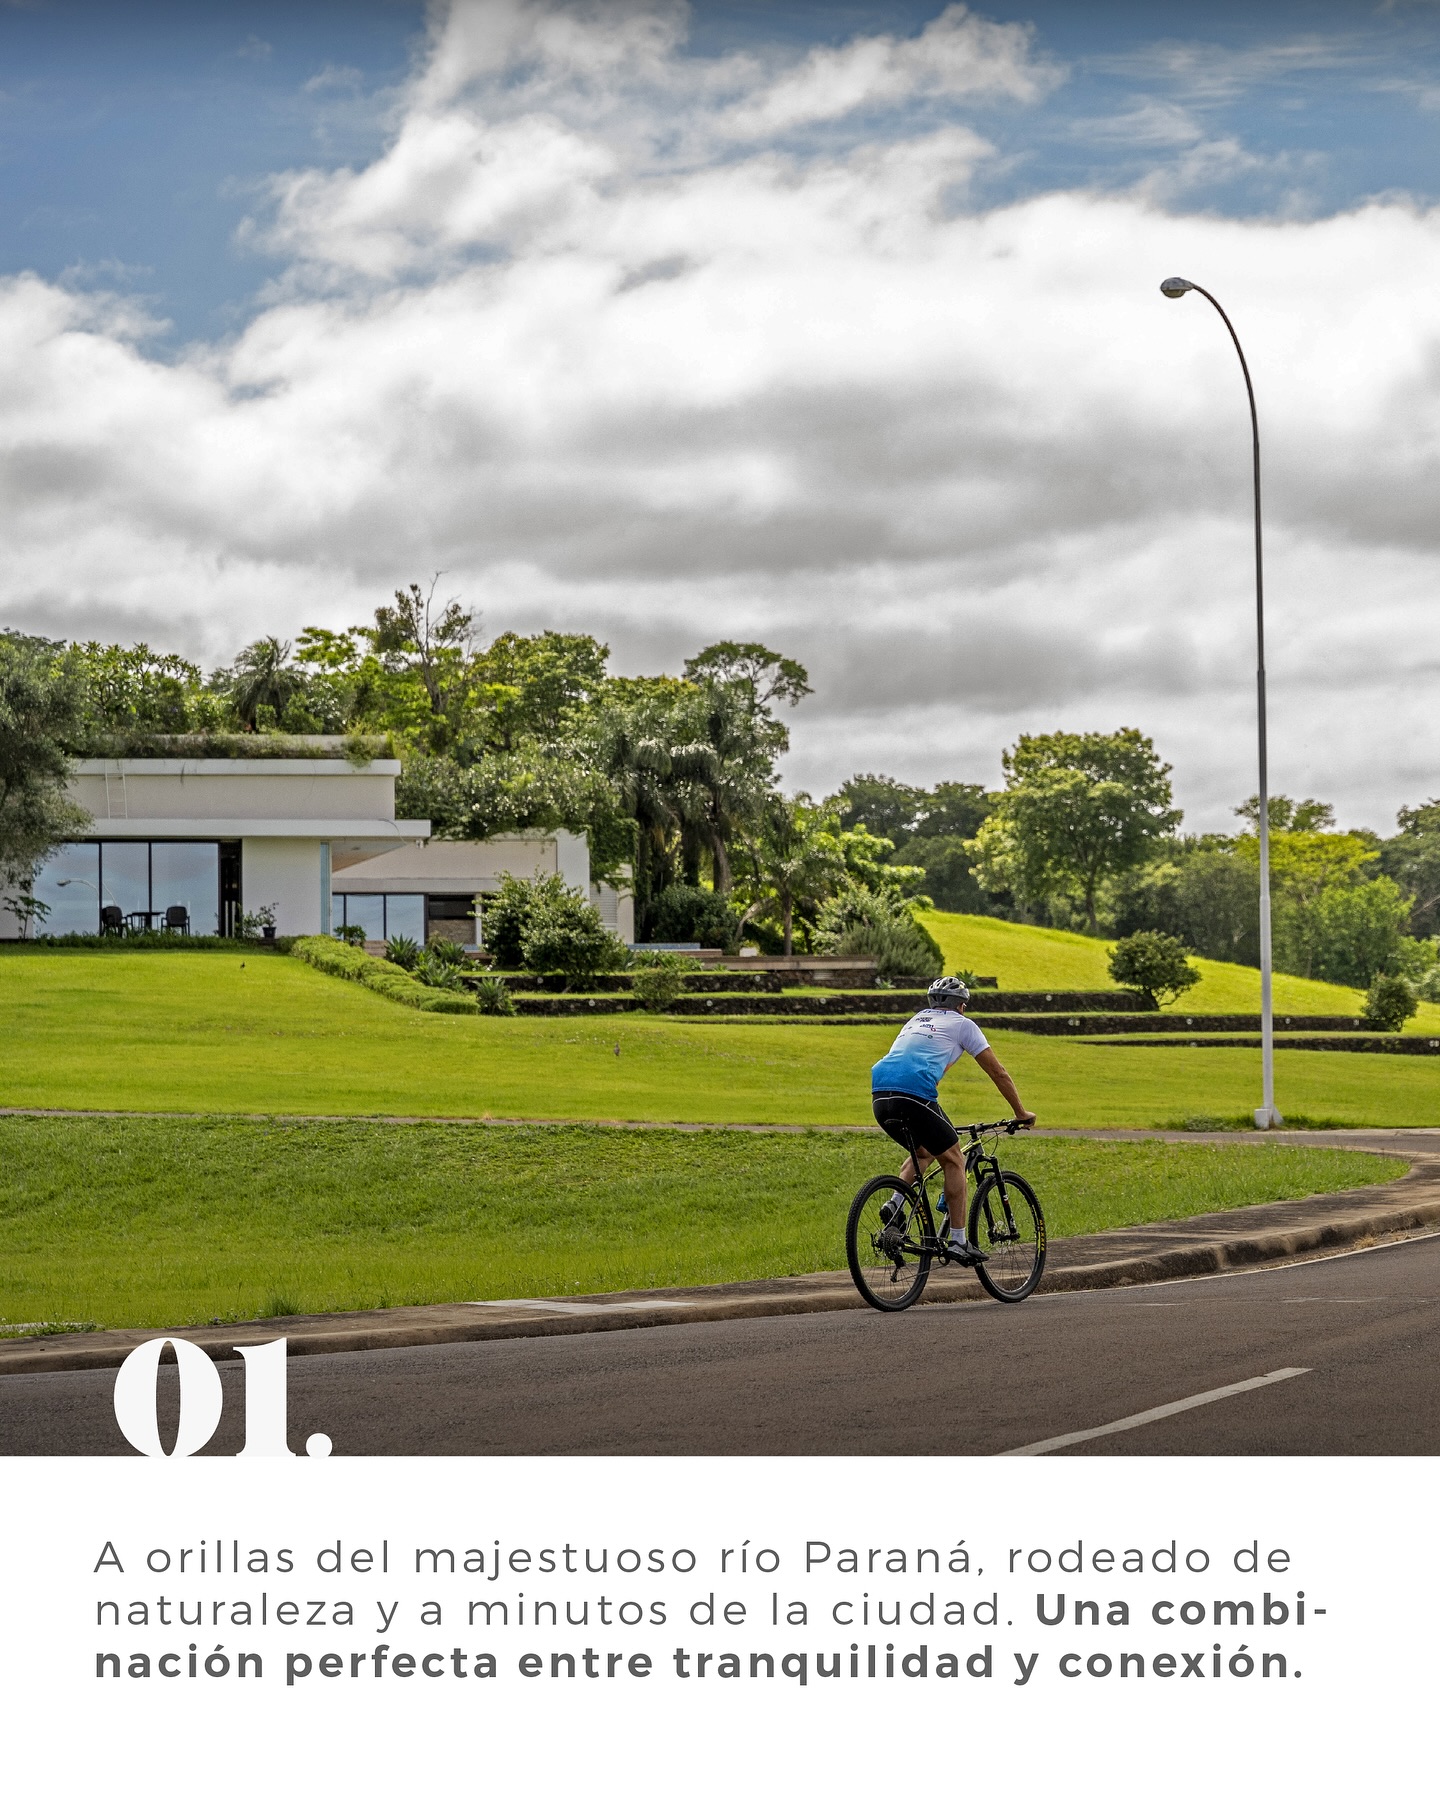 01.
A orillas del majestuoso río Paraná, rodeado de
naturaleza y a minutos de la ciudad. Una combi-
nación perfecta entre tranquilidad y conexión.